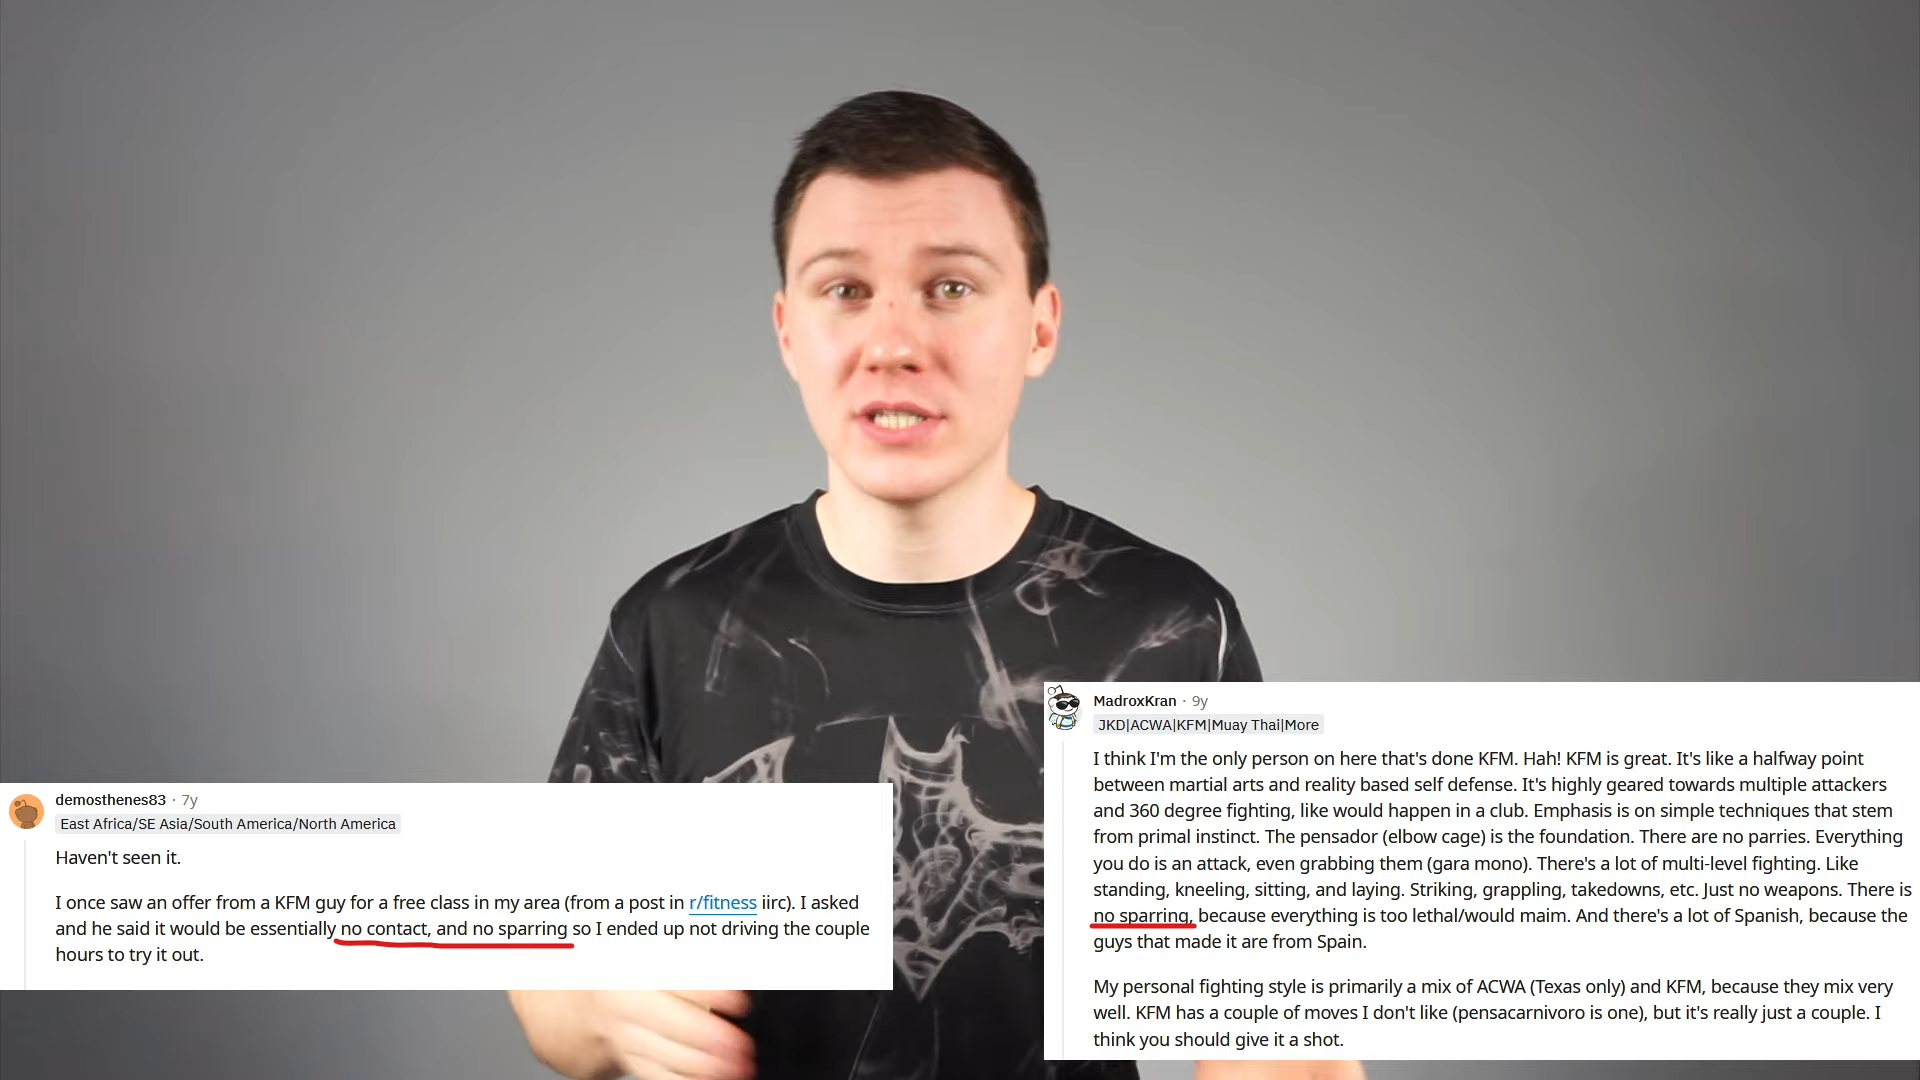 demosthenes83 · 7y
East Africa/SE Asia/South America/North America
Haven't seen it.
I once saw an offer from a KFM guy for a free class in my area (from a post in r/fitness iirc). I asked
and he said it would be essentially no contact, and no sparring so I ended up not driving the couple
hours to try it out.
MadroxKran · 9y
JKD|ACWA|KFM|Muay Thai|More
I think I'm the only person on here that's done KFM. Hah! KFM is great. It's like a halfway point
between martial arts and reality based self defense. It's highly geared towards multiple attackers
and 360 degree fighting, like would happen in a club. Emphasis is on simple techniques that stem
from primal instinct. The pensador (elbow cage) is the foundation. There are no parries. Everything
you do is an attack, even grabbing them (gara mono). There's a lot of multi-level fighting. Like
standing, kneeling, sitting, and laying. Striking, grappling, takedowns, etc. Just no weapons. There is
no sparring, because everything is too lethal/would maim. And there's a lot of Spanish, because the
guys that made it are from Spain.
My personal fighting style is primarily a mix of ACWA (Texas only) and KFM, because they mix very
well. KFM has a couple of moves I don't like (pensacarnivoro is one), but it's really just a couple. I
think you should give it a shot.